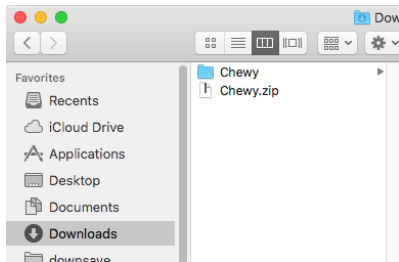 Dow
Favorites
Recents
iCloud Drive
Applications
Desktop
Documents
Downloads
downsave
Chewy
Chewy.zip